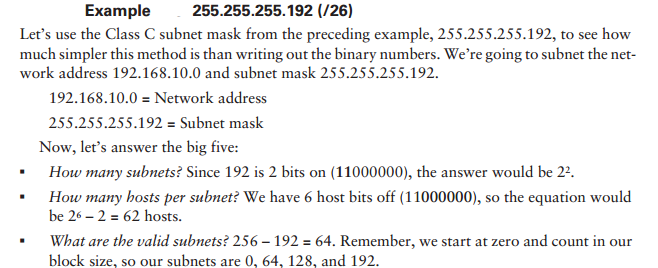 Example 255.255.255.192 (/26)
Let's use the Class C subnet mask from the preceding example, 255.255.255.192, to see how
much simpler this method is than writing out the binary numbers. We're going to subnet the net-
work address 192.168.10.0 and subnet mask 255.255.255.192.
192.168.10.0 = Network address
255.255.255.192 = Subnet mask
Now, let's answer the big five:
▪ How many subnets? Since 192 is 2 bits on (11000000), the answer would be 2².
▪ How many hosts per subnet? We have 6 host bits off (11000000), so the equation would
be 2⁶ – 2 = 62 hosts.
▪ What are the valid subnets? 256 – 192 = 64. Remember, we start at zero and count in our
block size, so our subnets are 0, 64, 128, and 192.